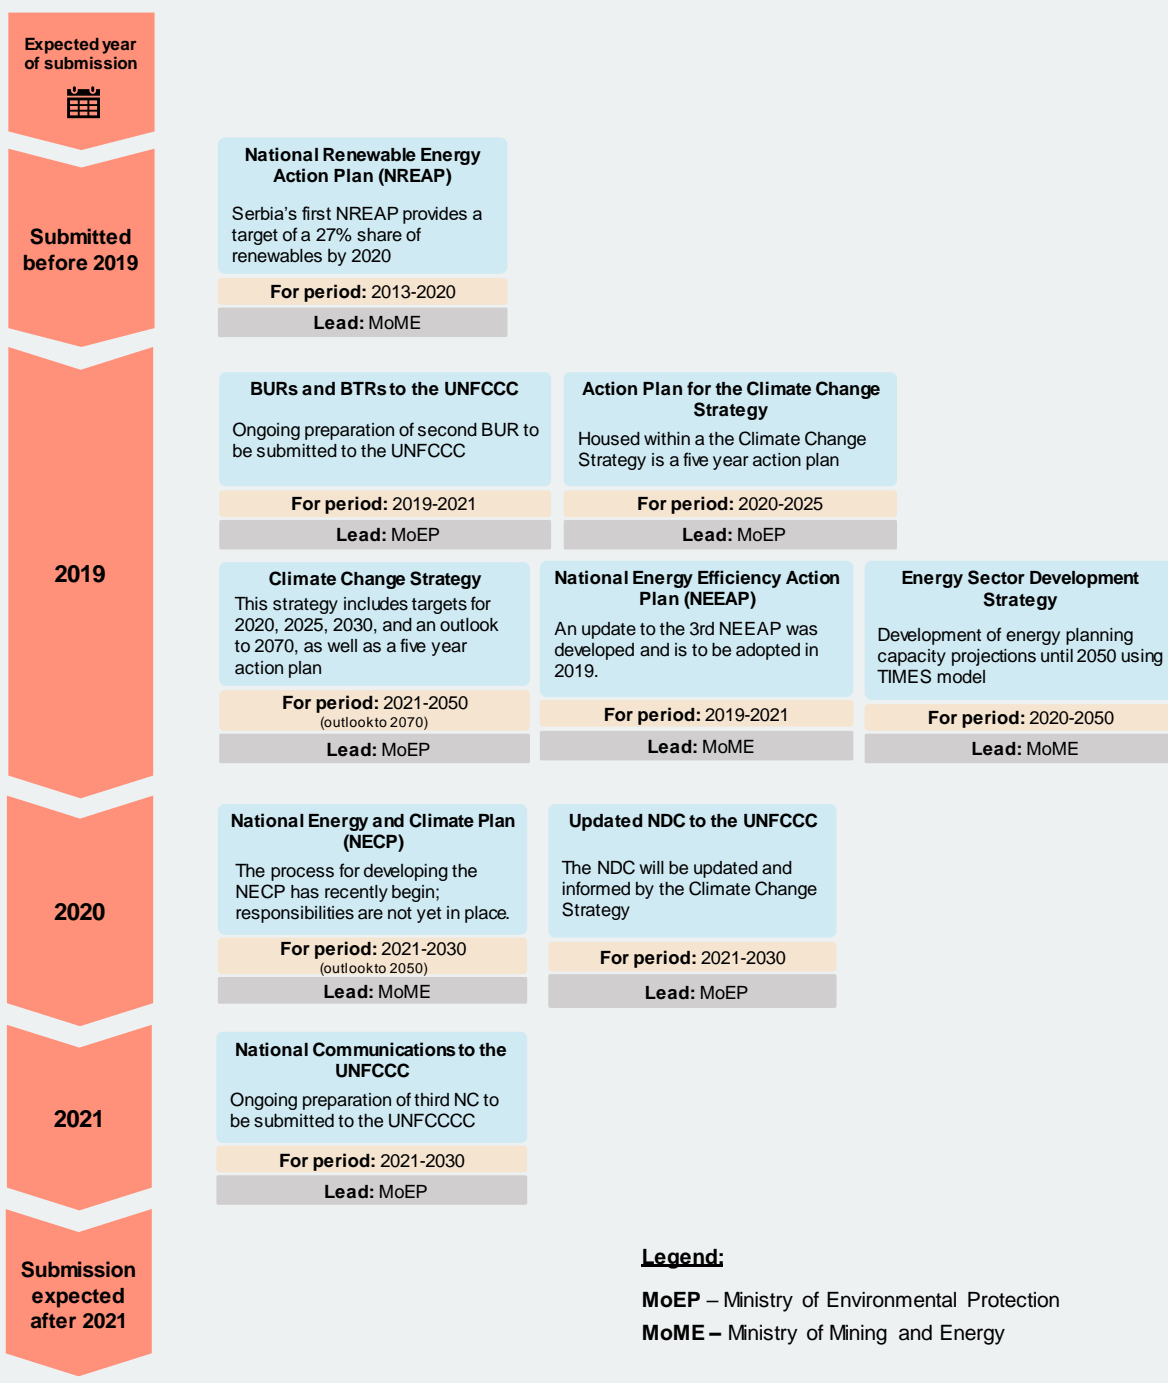 Expected year
of submission
Submitted
before 2019
National Renewable Energy
Action Plan (NREAP)
Serbia's first NREAP provides a
target of a 27% share of
renewables by 2020
For period: 2013-2020
Lead: MoME
2019
BURs and BTRs to the UNFCCC
Ongoing preparation of second BUR to
be submitted to the UNFCCC
For period: 2019-2021
Lead: MoEP
Action Plan for the Climate Change
Strategy
Housed within a the Climate Change
Strategy is a five year action plan
For period: 2020-2025
Lead: MoEP
Climate Change Strategy
This strategy includes targets for
2020, 2025, 2030, and an outlook
to 2070, as well as a five year
action plan
For period: 2021-2050
(outlook to 2070)
Lead: MoEP
National Energy Efficiency Action
Plan (NEEAP)
An update to the 3rd NEEAP was
developed and is to be adopted in
2019.
For period: 2019-2021
Lead: MoME
Energy Sector Development
Strategy
Development of energy planning
capacity projections until 2050 using
TIMES model
For period: 2020-2050
Lead: MoME
2020
National Energy and Climate Plan
(NECP)
The process for developing the
NECP has recently begin;
responsibilities are not yet in place.
For period: 2021-2030
(outlook to 2050)
Lead: MoME
Updated NDC to the UNFCCC
The NDC will be updated and
informed by the Climate Change
Strategy
For period: 2021-2030
Lead: MoEP
2021
National Communications to the
UNFCCC
Ongoing preparation of third NC to
be submitted to the UNFCCCC
For period: 2021-2030
Lead: MoEP
Submission
expected
after 2021
Legend:
MoEP – Ministry of Environmental Protection
MoME – Ministry of Mining and Energy